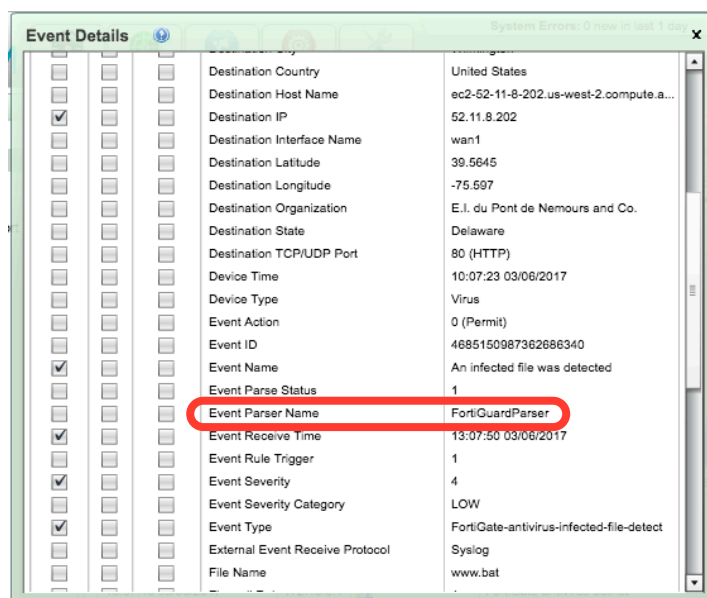 System Errors: 0 now in last 1 day
Event Details
x
Destination City Wilmington
Destination Country United States
Destination Host Name ec2-52-11-8-202.us-west-2.compute.a...
Destination IP 52.11.8.202
Destination Interface Name wan1
Destination Latitude 39.5645
Destination Longitude -75.597
Destination Organization E.I. du Pont de Nemours and Co.
Destination State Delaware
Destination TCP/UDP Port 80 (HTTP)
Device Time 10:07:23 03/06/2017
Device Type Virus
Event Action 0 (Permit)
Event ID 4685150987362686340
Event Name An infected file was detected
Event Parse Status 1
Event Parser Name FortiGuardParser
Event Receive Time 13:07:50 03/06/2017
Event Rule Trigger 1
Event Severity 4
Event Severity Category LOW
Event Type FortiGate-antivirus-infected-file-detect
External Event Receive Protocol Syslog
File Name www.bat